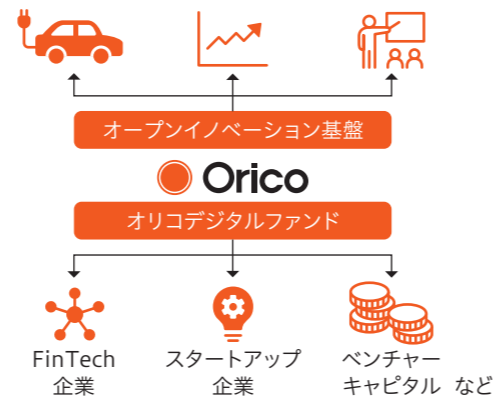 オープンイノベーション基盤
Orico
オリコデジタルファンド
FinTech
企業
スタートアップ
企業
ベンチャー
キャピタル など